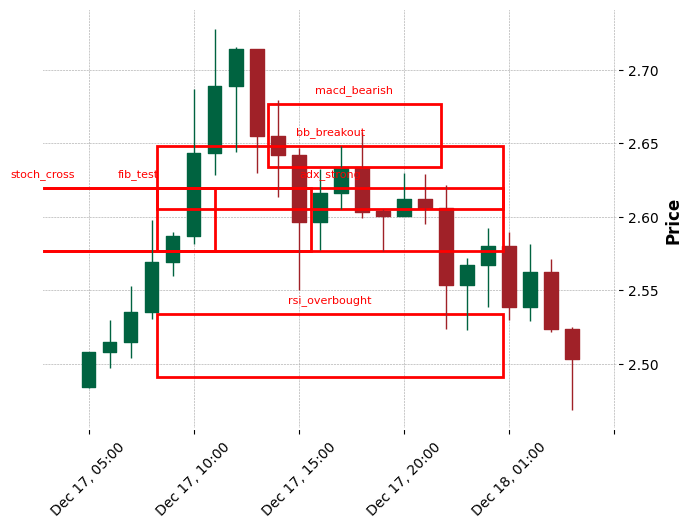 macd_bearish
bb_breakout
stoch_cross
fib_test
adx_strong
rsi_overbought
2.70
2.65
2.60
2.55
2.50
Price
Dec 17, 05:00
Dec 17, 10:00
Dec 17, 15:00
Dec 17, 20:00
Dec 18, 01:00